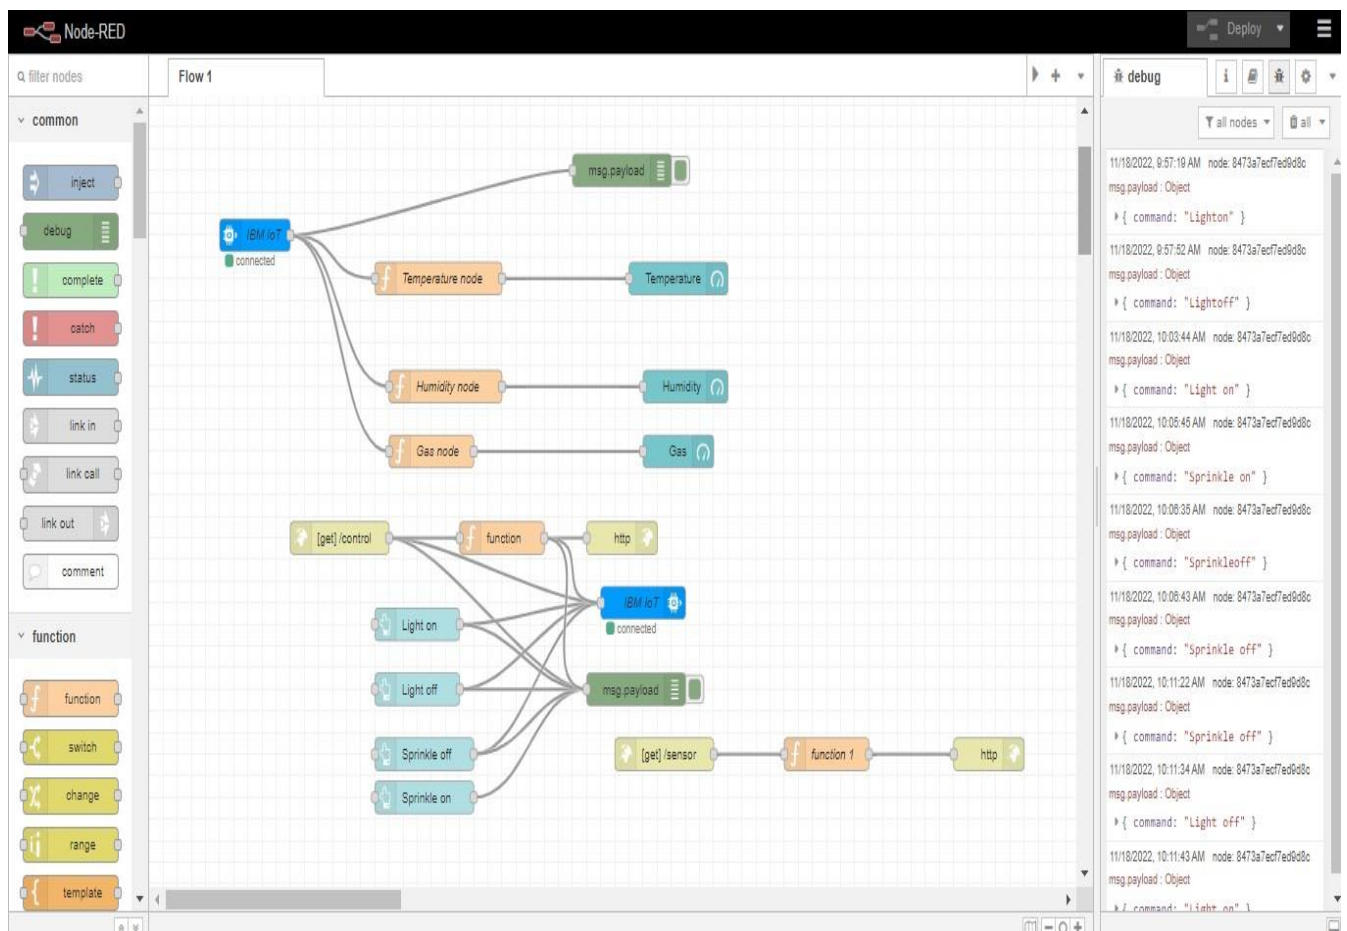 Node-RED
Deploy
filter nodes
Flow 1
debug
i
all nodes
all
common
inject
debug
complete
catch
status
link in
link call
link out
comment
function
function
switch
change
range
template
msg.payload
IBM IoT
connected
Temperature node
Temperature
Humidity node
Humidity
Gas node
Gas
[get] /control
function
http
IBM IoT
connected
Light on
Light off
msg.payload
Sprinkle off
Sprinkle on
[get] /sensor
function 1
http
11/18/2022, 9:57:19 AM node: 8473a7ecf7ed9d8c
msg.payload : Object
{ command: "Lighton" }
11/18/2022, 9:57:52 AM node: 8473a7ecf7ed9d8c
msg.payload : Object
{ command: "Lightoff" }
11/18/2022, 10:03:44 AM node: 8473a7ecf7ed9d8c
msg.payload : Object
{ command: "Light on" }
11/18/2022, 10:05:45 AM node: 8473a7ecf7ed9d8c
msg.payload : Object
{ command: "Sprinkle on" }
11/18/2022, 10:06:35 AM node: 8473a7ecf7ed9d8c
msg.payload : Object
{ command: "Sprinkleoff" }
11/18/2022, 10:06:43 AM node: 8473a7ecf7ed9d8c
msg.payload : Object
{ command: "Sprinkle off" }
11/18/2022, 10:11:22 AM node: 8473a7ecf7ed9d8c
msg.payload : Object
{ command: "Sprinkle off" }
11/18/2022, 10:11:34 AM node: 8473a7ecf7ed9d8c
msg.payload : Object
{ command: "Light off" }
11/18/2022, 10:11:43 AM node: 8473a7ecf7ed9d8c
msg.payload : Object
{ command: "Light on" }